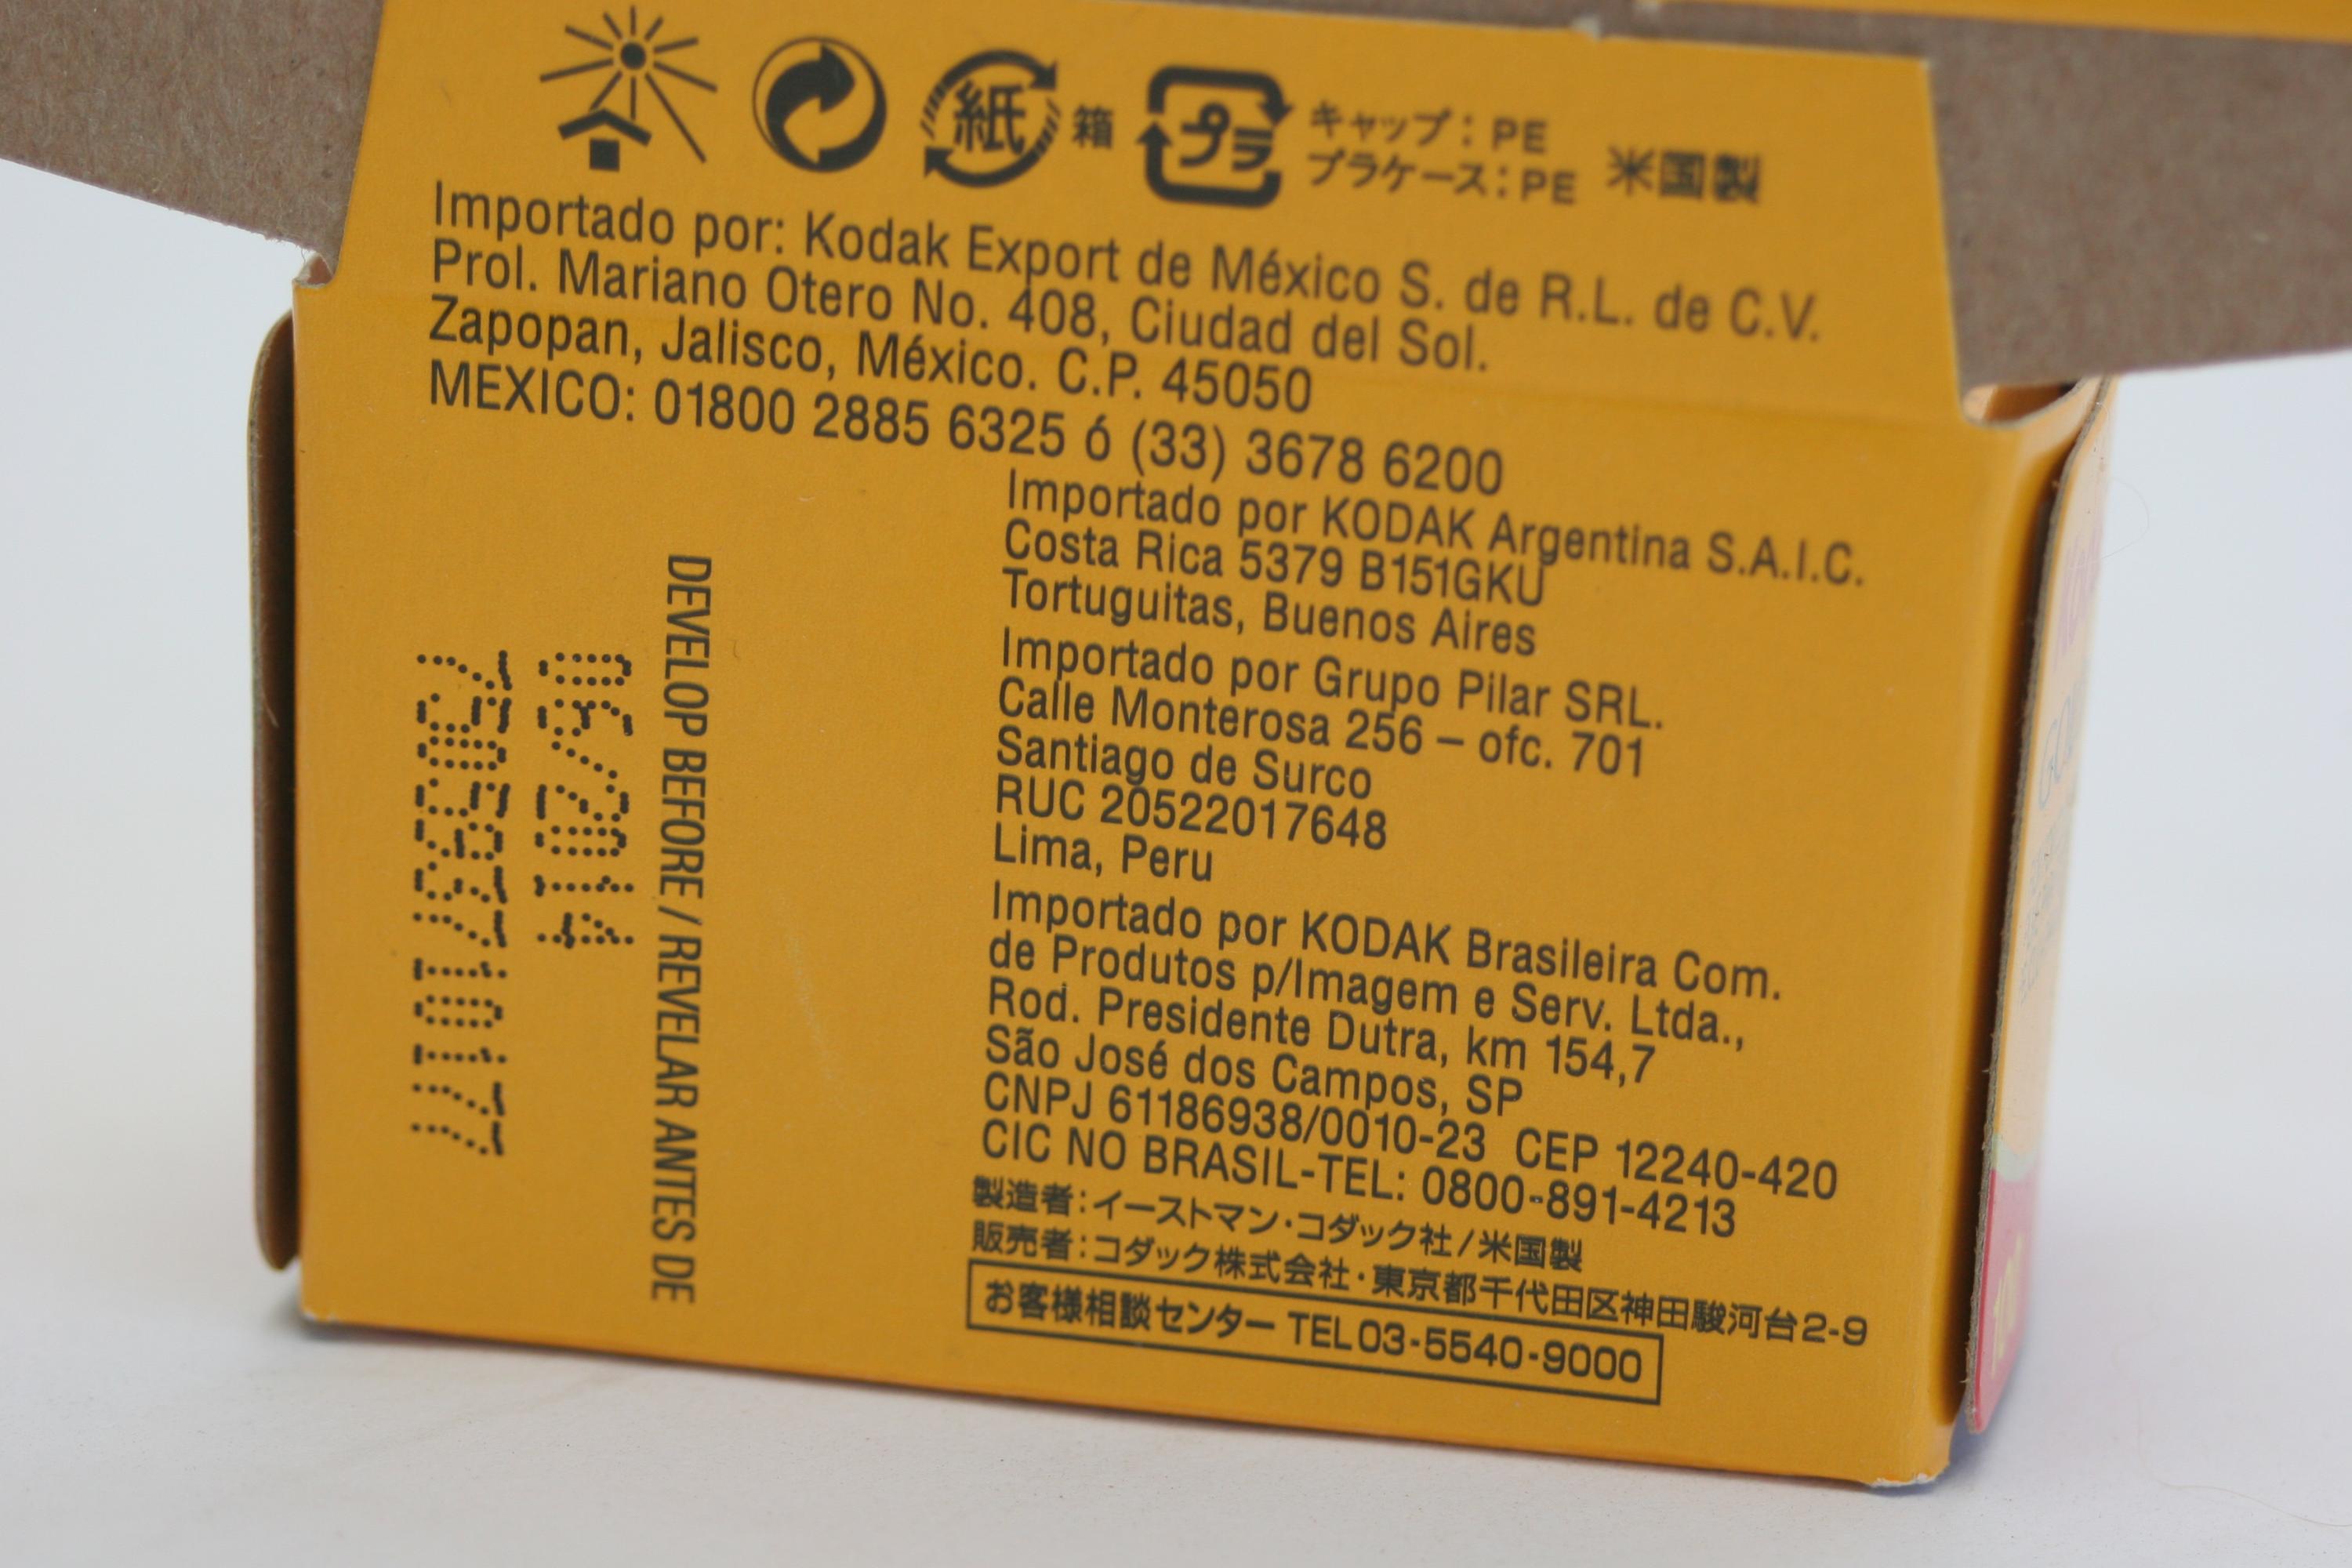 紙 箱 プラ キャップ：PE
プラケース：PE 米国製
Importado por: Kodak Export de México S. de R.L. de C.V.
Prol. Mariano Otero No. 408, Ciudad del Sol.
Zapopan, Jalisco, México. C.P. 45050
MEXICO: 01800 2885 6325 ó (33) 3678 6200
Importado por KODAK Argentina S.A.I.C.
Costa Rica 5379 B151GKU
Tortuguitas, Buenos Aires
Importado por Grupo Pilar SRL.
Calle Monterosa 256 – ofc. 701
Santiago de Surco
RUC 20522017648
Lima, Peru
Importado por KODAK Brasileira Com.
de Produtos p/Imagem e Serv. Ltda.,
Rod. Presidente Dutra, km 154,7
São José dos Campos, SP
CNPJ 61186938/0010-23 CEP 12240-420
CIC NO BRASIL-TEL: 0800-891-4213
製造者：イーストマン・コダック社/米国製
販売者：コダック株式会社・東京都千代田区神田駿河台2-9
お客様相談センター TEL03-5540-9000
DEVELOP BEFORE / REVELAR ANTES DE
06/2014